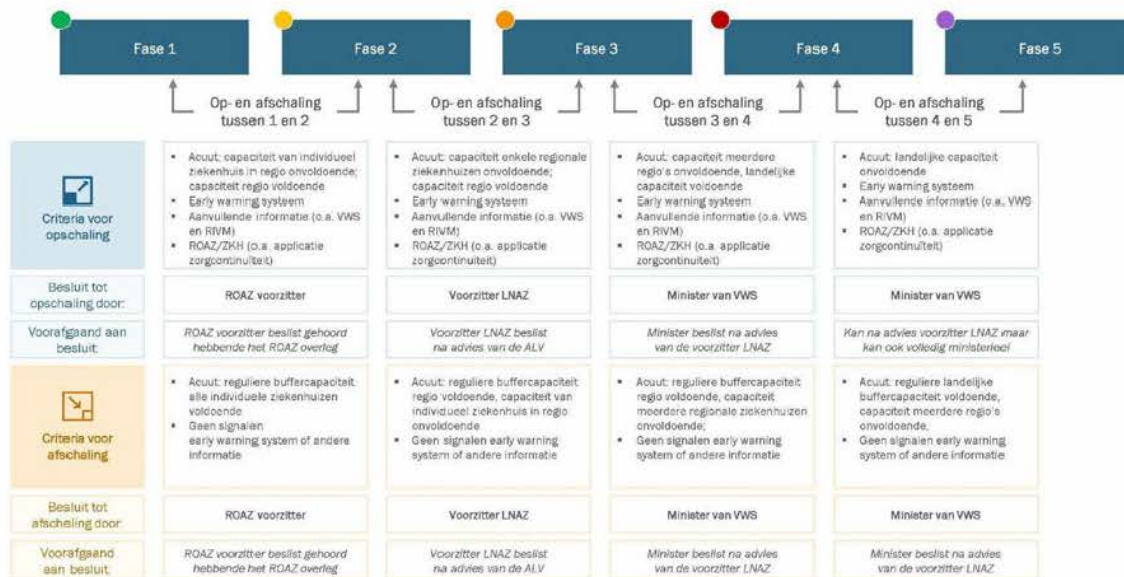 Fase 1
Fase 2
Fase 3
Fase 4
Fase 5
Op- en afschaling
tussen 1 en 2
Op- en afschaling
tussen 2 en 3
Op- en afschaling
tussen 3 en 4
Op- en afschaling
tussen 4 en 5
Criteria voor
opschaling
Acuut: capaciteit van individueel
ziekenhuis in regio onvoldoende;
capaciteit regio voldoende
Early warning systeem
Aanvullende informatie (o.a. VWS
en RIVM)
ROAZ/ZKH (o.a. applicatie
zorgcontinuïteit)
Acuut: capaciteit enkele regionale
ziekenhuizen onvoldoende;
capaciteit regio voldoende
Early warning systeem
Aanvullende informatie (o.a. VWS
en RIVM)
ROAZ/ZKH (o.a. applicatie
zorgcontinuïteit)
Acuut: capaciteit meerdere
regio's onvoldoende, landelijke
capaciteit voldoende
Early warning systeem
Aanvullende informatie (o.a. VWS
en RIVM)
ROAZ/ZKH (o.a. applicatie
zorgcontinuïteit)
Acuut: landelijke capaciteit
onvoldoende
Early warning systeem
Aanvullende informatie (o.a. VWS
en RIVM)
ROAZ/ZKH (o.a. applicatie
zorgcontinuïteit)
Besluit tot
opschaling door:
ROAZ voorzitter
Voorzitter LNAZ
Minister van VWS
Minister van VWS
Voorafgaand aan
besluit:
ROAZ voorzitter beslist gehoord
hebbende het ROAZ overleg
Voorzitter LNAZ beslist
na advies van de ALV
Minister beslist na advies
van de voorzitter LNAZ
Kan na advies voorzitter LNAZ maar
kan ook volledig ministerieel
Criteria voor
afschaling
Acuut: reguliere buffercapaciteit
alle individuele ziekenhuizen
voldoende
Geen signalen
early warning system of andere
informatie
Acuut: reguliere buffercapaciteit
regio voldoende, capaciteit van
individueel ziekenhuis in regio
onvoldoende
Geen signalen early warning
system of andere informatie
Acuut: reguliere buffercapaciteit
regio voldoende, capaciteit
meerdere regionale ziekenhuizen
onvoldoende;
Geen signalen early warning
system of andere informatie
Acuut: reguliere landelijke
buffercapaciteit voldoende,
capaciteit meerdere regio's
onvoldoende,
Geen signalen early warning
system of andere informatie
Besluit tot
afschaling door:
ROAZ voorzitter
Voorzitter LNAZ
Minister van VWS
Minister van VWS
Voorafgaand
aan besluit:
ROAZ voorzitter beslist gehoord
hebbende het ROAZ overleg
Voorzitter LNAZ beslist
na advies van de ALV
Minister beslist na advies
van de voorzitter LNAZ
Minister beslist na advies
van de voorzitter LNAZ